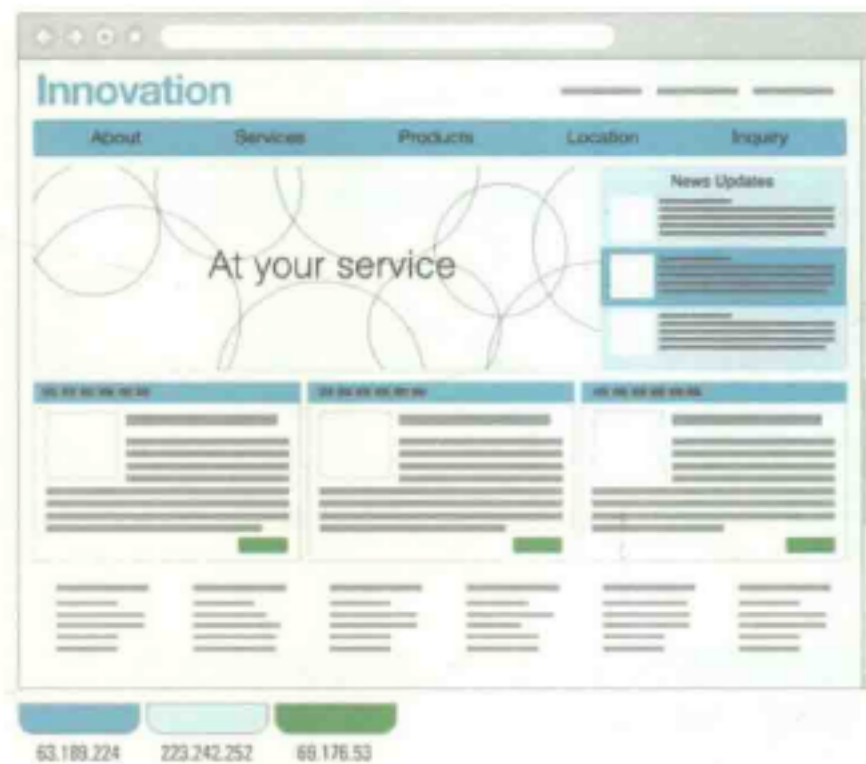 Innovation
About Services Products Location Inquiry
News Updates
At your service
63.189.224 223.242.252 69.176.53